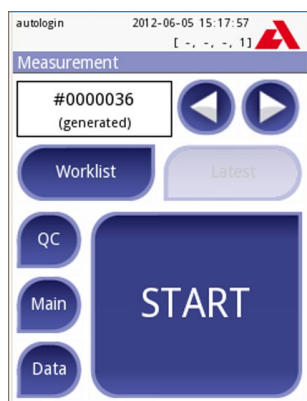 autologin 2012-06-05 15:17:57
[ -, -, -, 1]
Measurement
#0000036
(generated)
Worklist Latest
QC
START
Main
Data